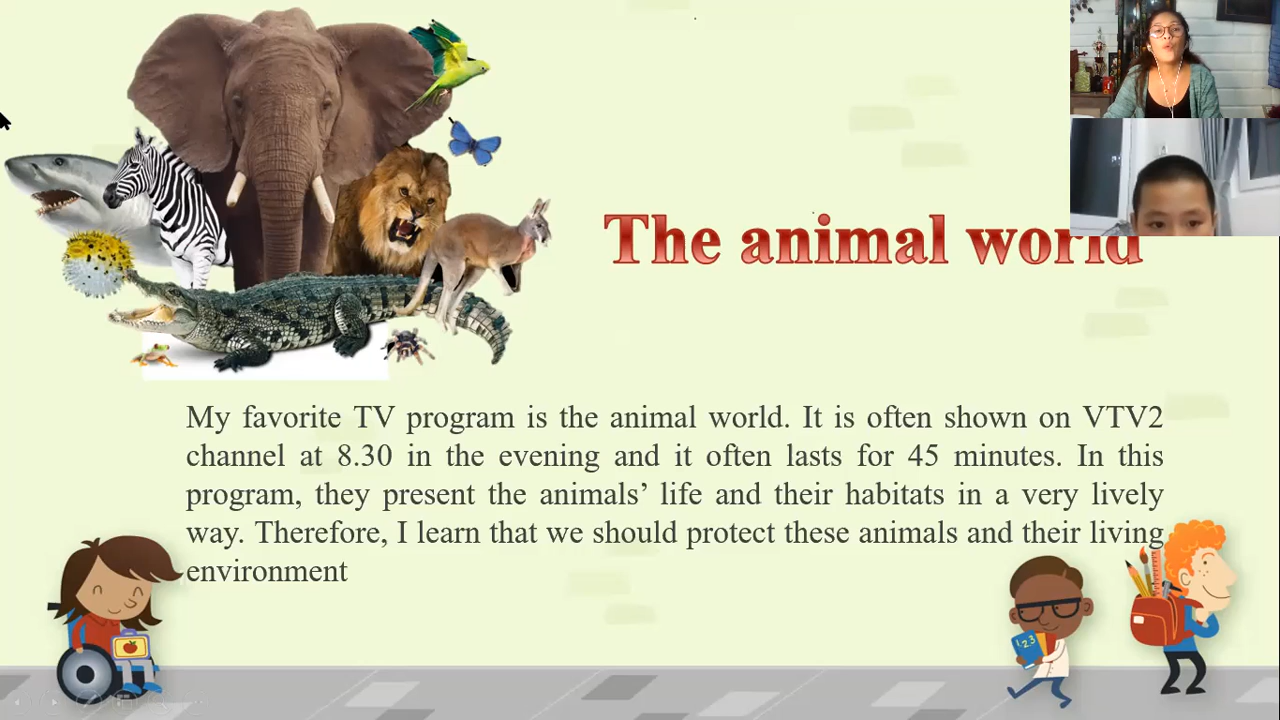 The animal world
My favorite TV program is the animal world. It is often shown on VTV2
channel at 8.30 in the evening and it often lasts for 45 minutes. In this
program, they present the animals’ life and their habitats in a very lively
way. Therefore, I learn that we should protect these animals and their living
environment
123